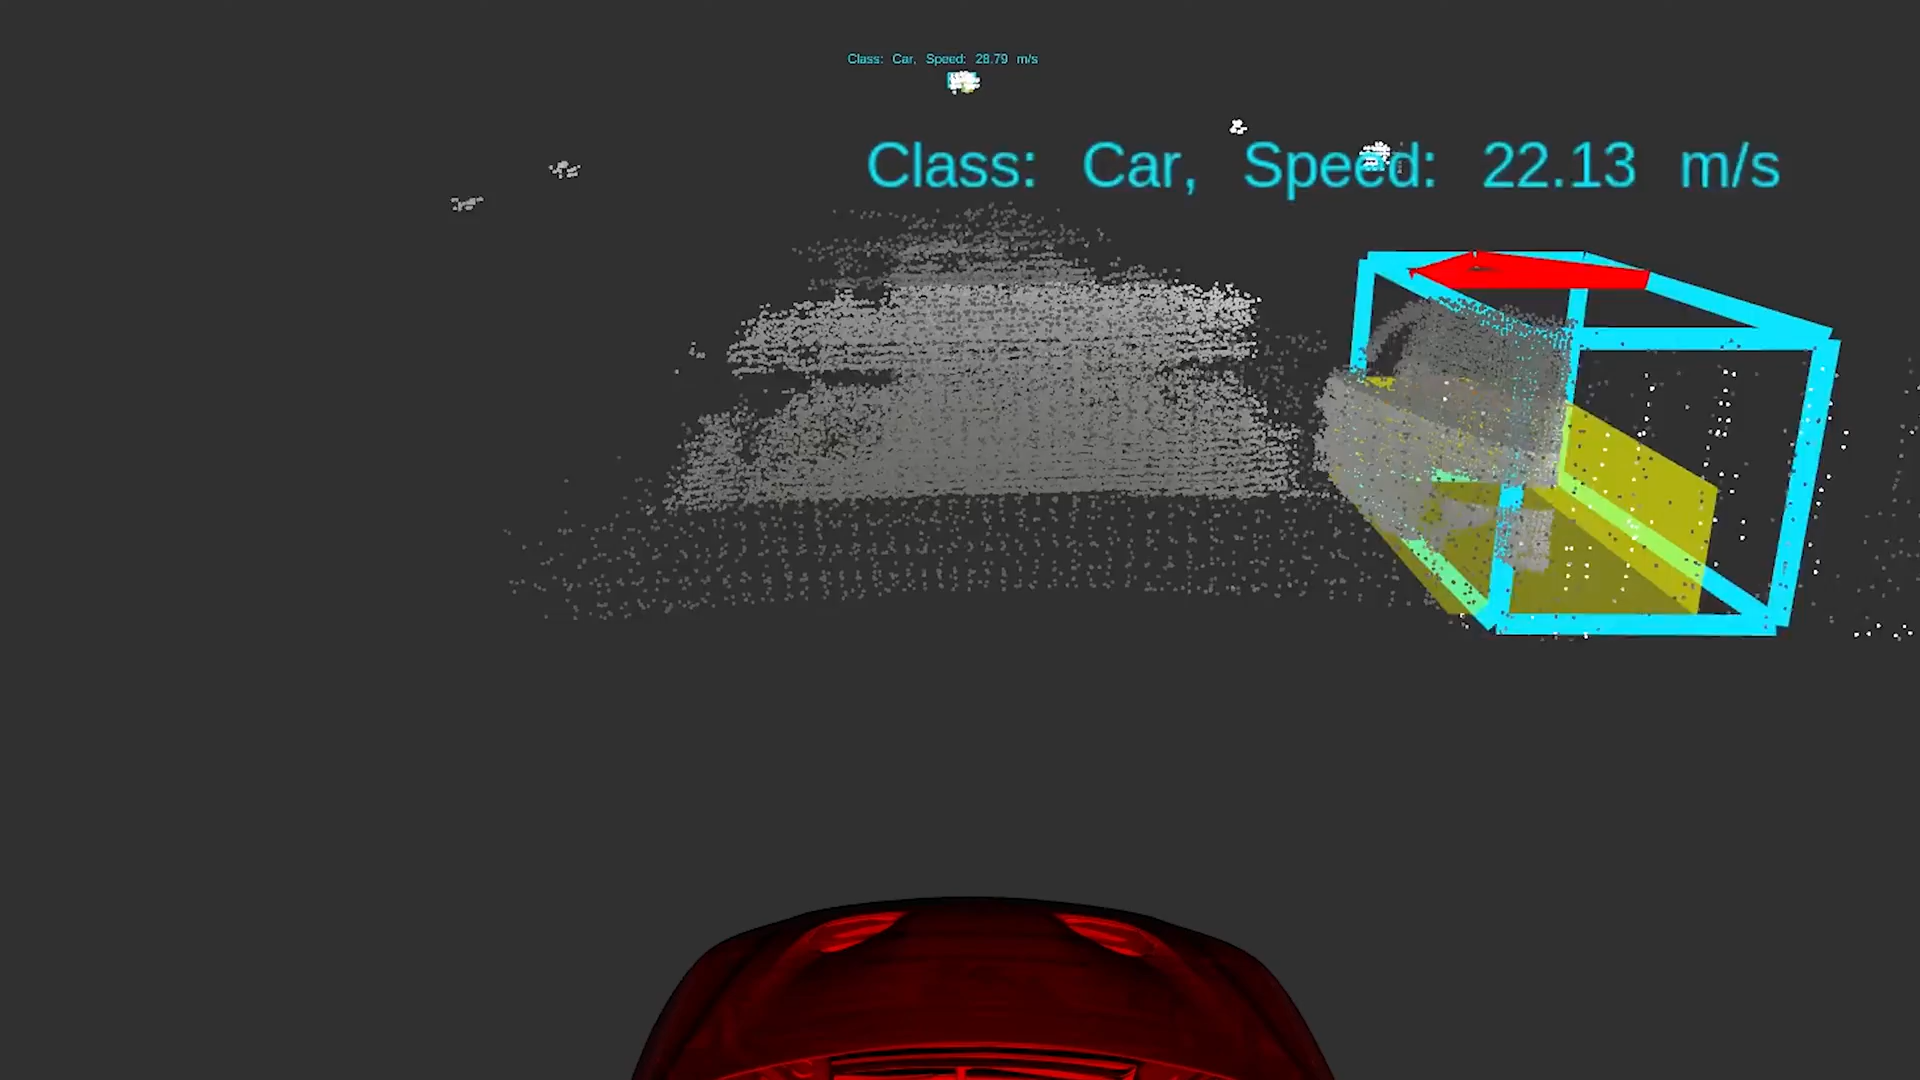 Class: Car, Speed: 28.79 m/s
Class: Car, Speed: 22.13 m/s